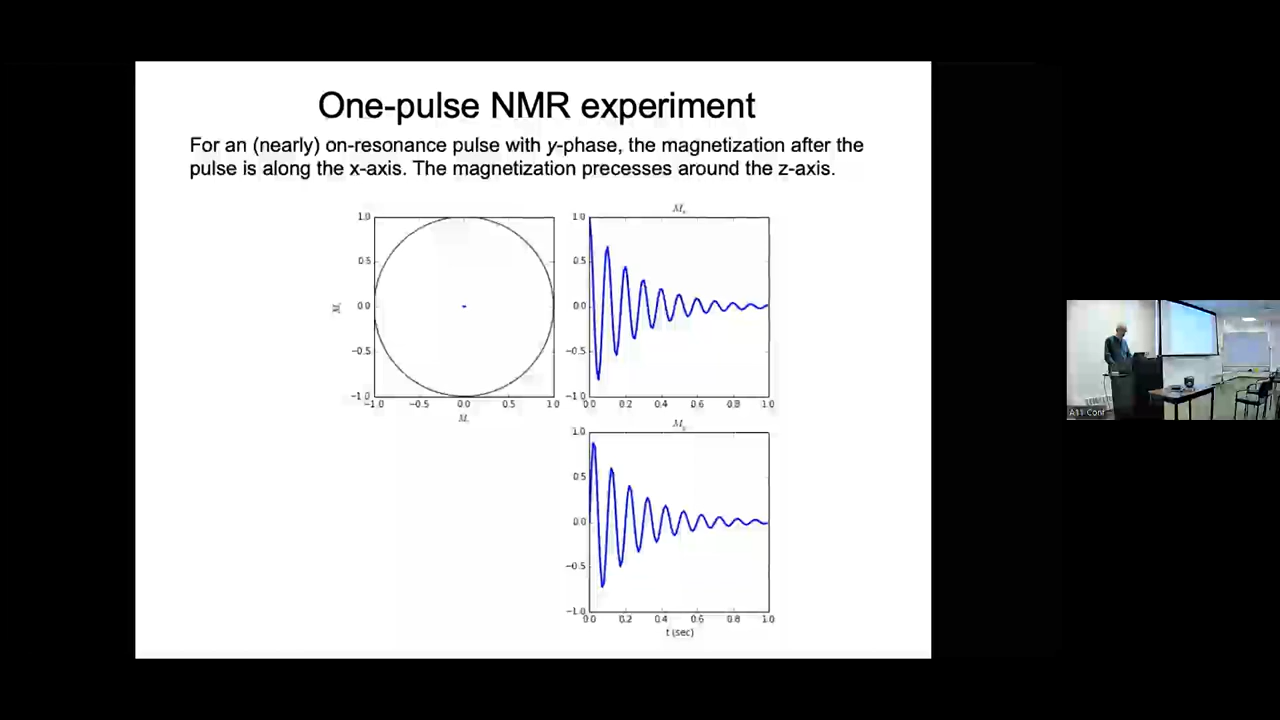 One-pulse NMR experiment
For an (nearly) on-resonance pulse with y-phase, the magnetization after the
pulse is along the x-axis. The magnetization precesses around the z-axis.
1.0
0.5
0.0
−0.5
−1.0
−1.0 −0.5 0.0 0.5 1.0
1.0
0.5
0.0
−0.5
−1.0
0.0 0.2 0.4 0.6 0.8 1.0
1.0
0.5
0.0
−0.5
−1.0
0.0 0.2 0.4 0.6 0.8 1.0
t (sec)
A11 Conf